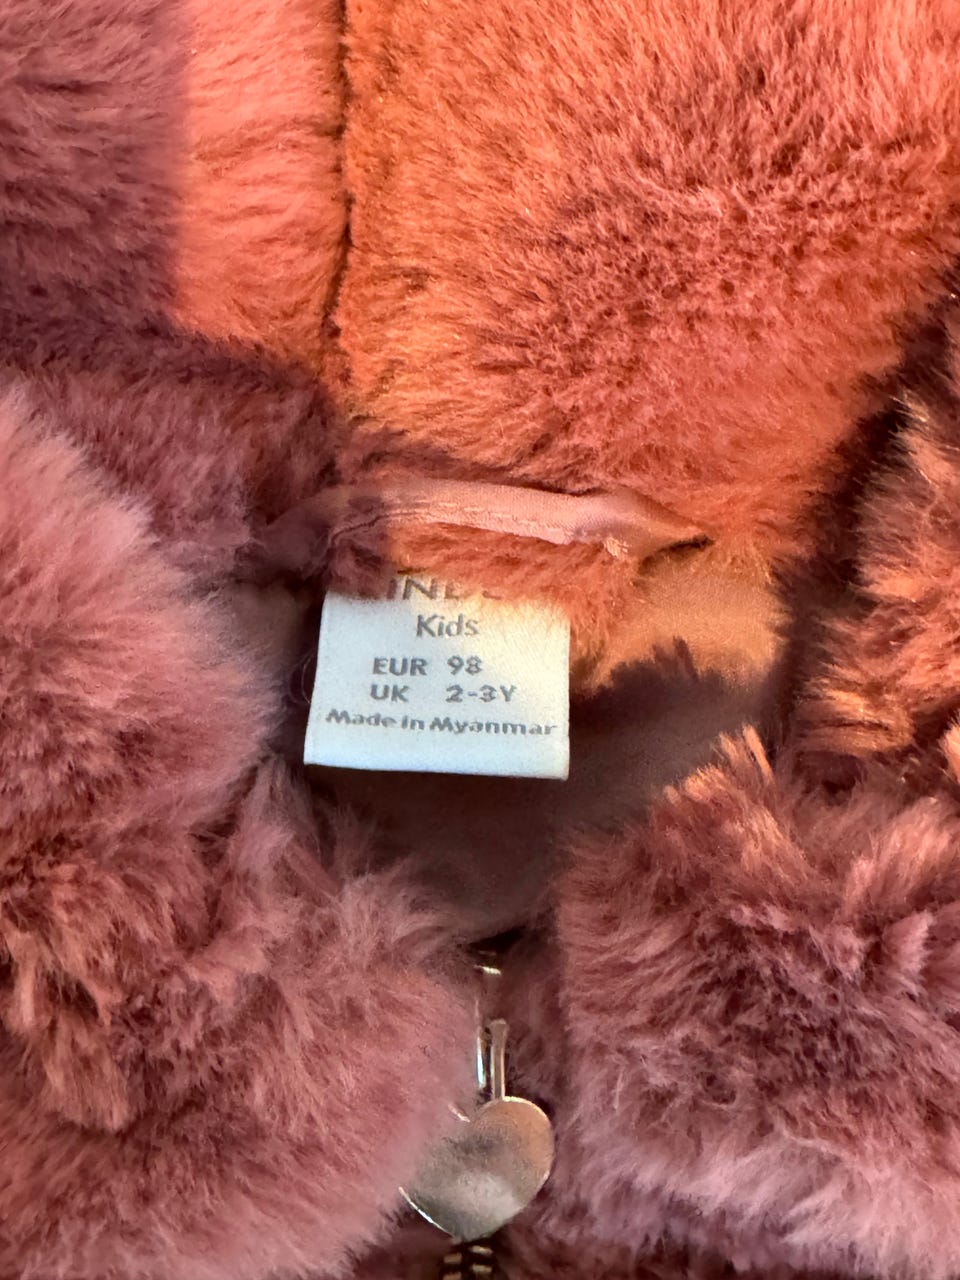 Kids
EUR 98
UK 2-3Y
Made in Myanmar